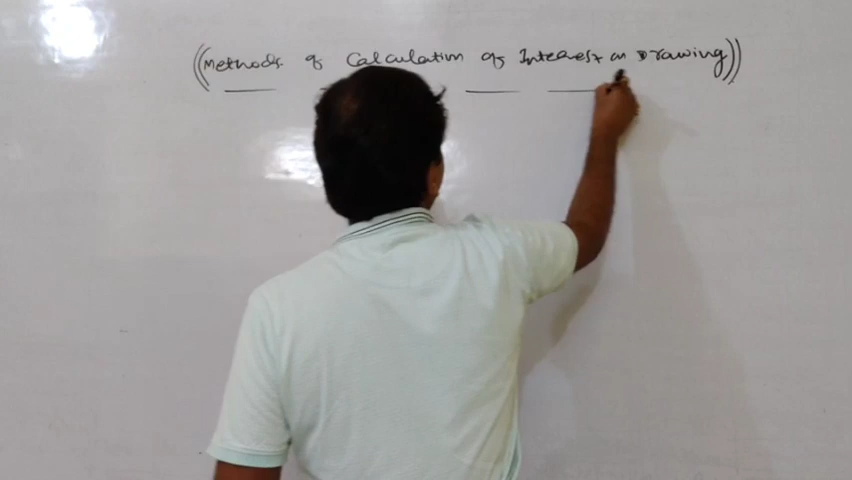 ((Methods of Calculation of Interest on Drawing))